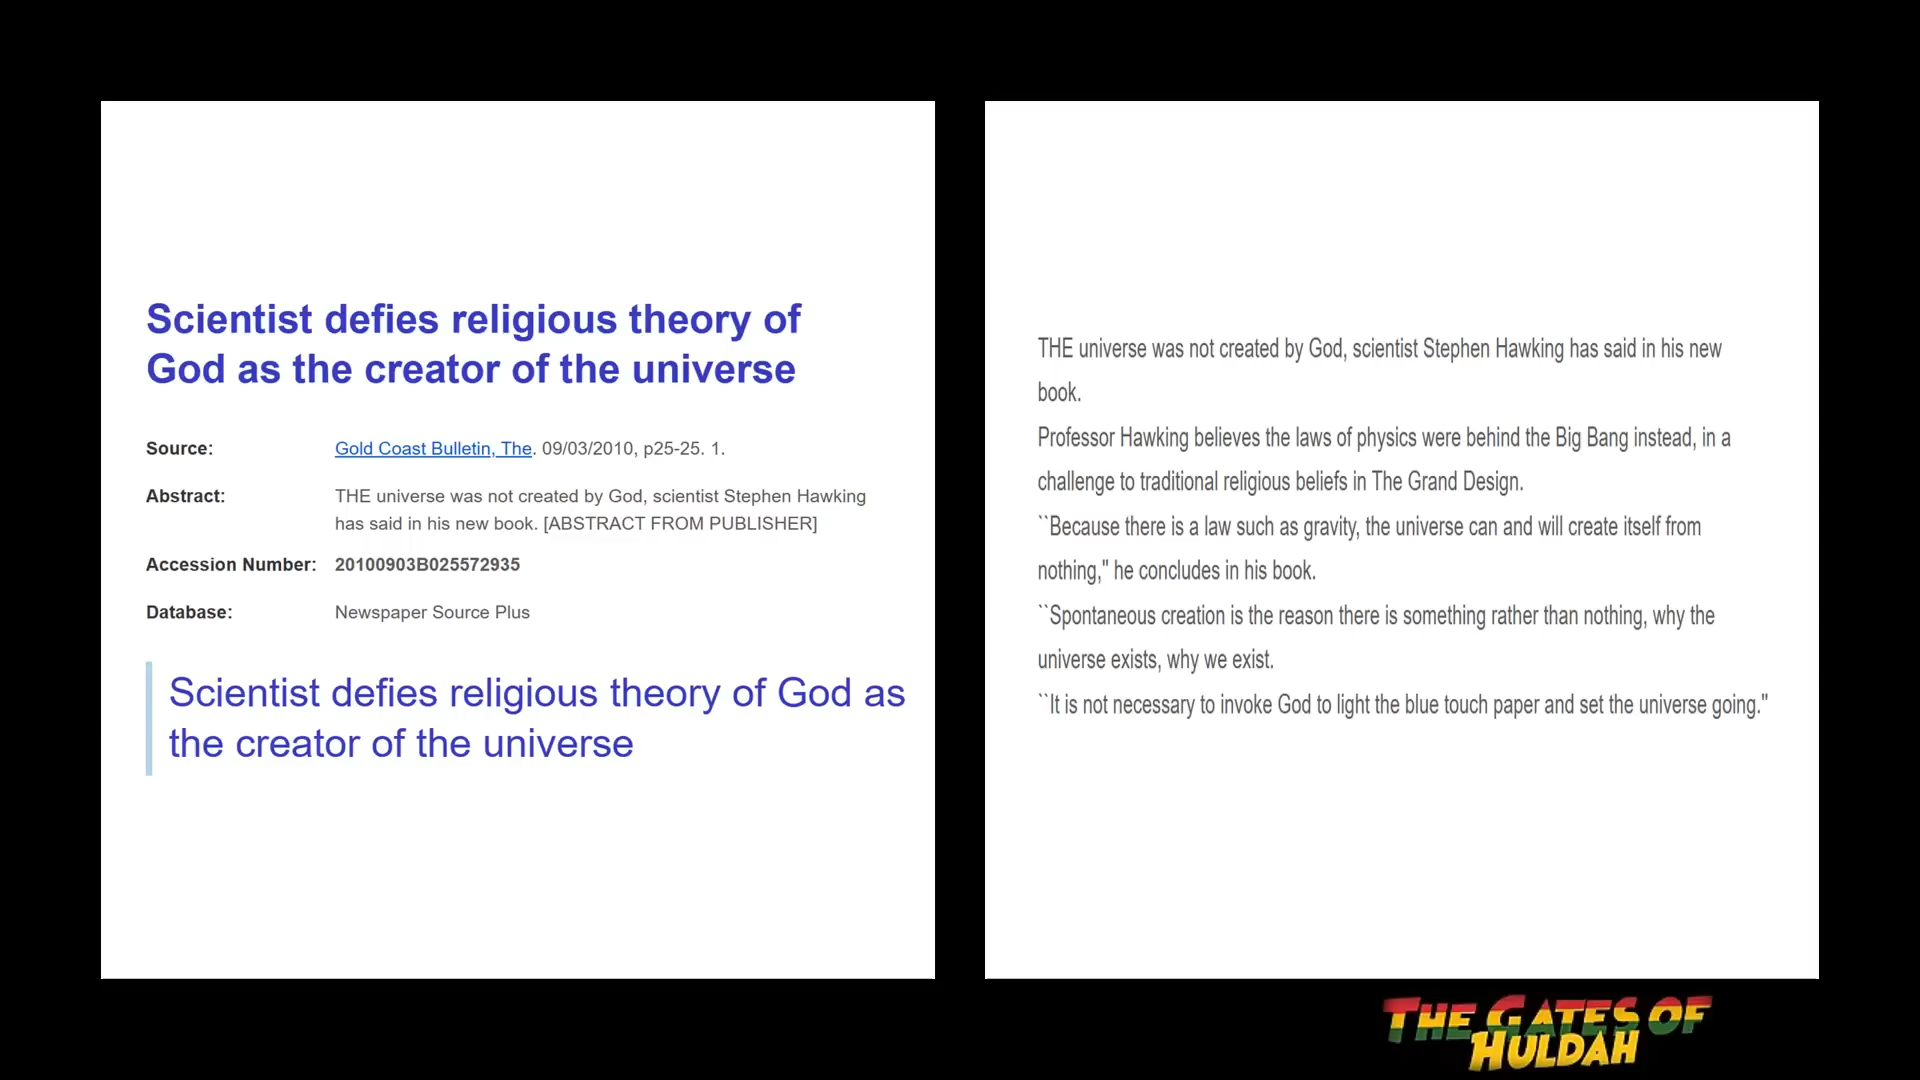 Scientist defies religious theory of
God as the creator of the universe
Source: Gold Coast Bulletin, The. 09/03/2010, p25-25. 1.
Abstract: THE universe was not created by God, scientist Stephen Hawking
has said in his new book. [ABSTRACT FROM PUBLISHER]
Accession Number: 20100903B025572935
Database: Newspaper Source Plus
Scientist defies religious theory of God as
the creator of the universe
THE universe was not created by God, scientist Stephen Hawking has said in his new
book.
Professor Hawking believes the laws of physics were behind the Big Bang instead, in a
challenge to traditional religious beliefs in The Grand Design.
``Because there is a law such as gravity, the universe can and will create itself from
nothing," he concludes in his book.
``Spontaneous creation is the reason there is something rather than nothing, why the
universe exists, why we exist.
``It is not necessary to invoke God to light the blue touch paper and set the universe going."
THE GATES OF
HULDAH